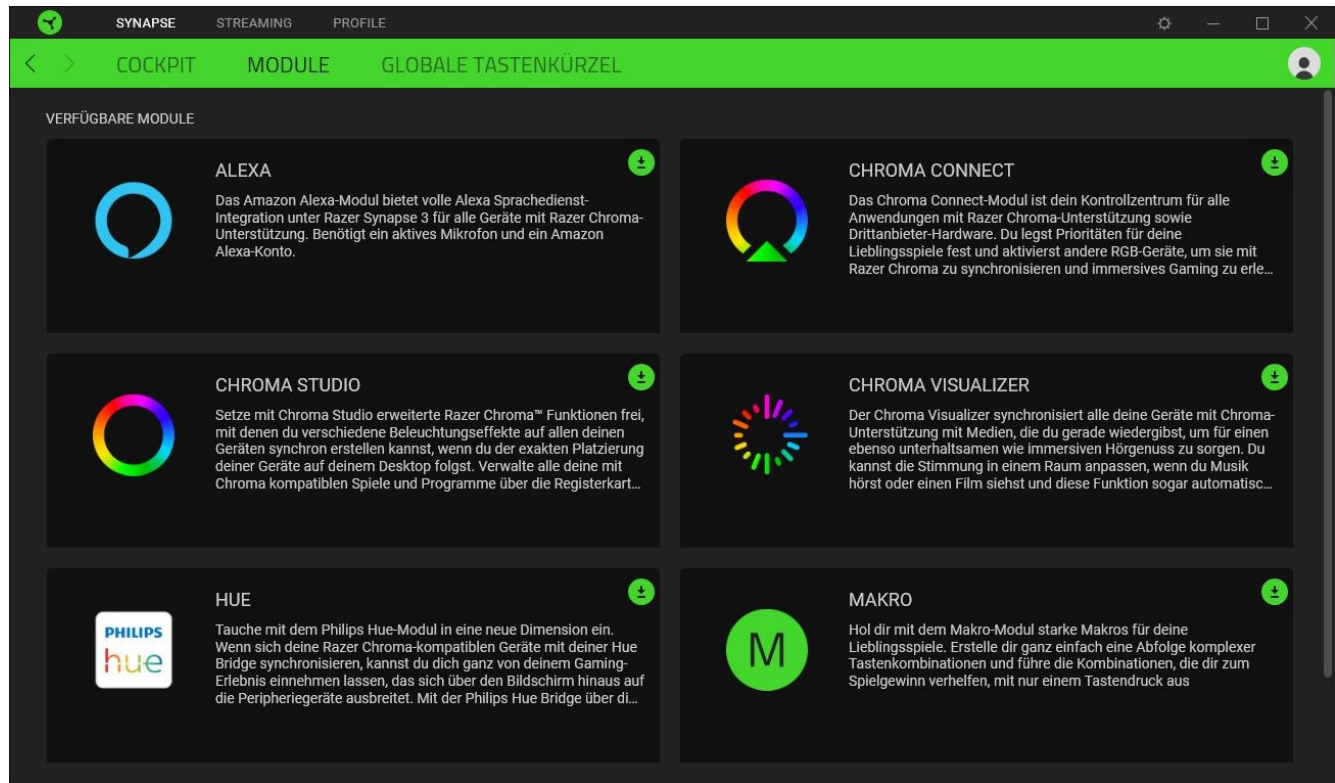 SYNAPSE STREAMING PROFILE
COCKPIT MODULE GLOBALE TASTENKÜRZEL
VERFÜGBARE MODULE
ALEXA
Das Amazon Alexa-Modul bietet volle Alexa Sprachedienst-
Integration unter Razer Synapse 3 für alle Geräte mit Razer Chroma-
Unterstützung. Benötigt ein aktives Mikrofon und ein Amazon
Alexa-Konto.
CHROMA CONNECT
Das Chroma Connect-Modul ist dein Kontrollzentrum für alle
Anwendungen mit Razer Chroma-Unterstützung sowie
Drittanbieter-Hardware. Du legst Prioritäten für deine
Lieblingsspiele fest und aktivierst andere RGB-Geräte, um sie mit
Razer Chroma zu synchronisieren und immersives Gaming zu erle...
CHROMA STUDIO
Setze mit Chroma Studio erweiterte Razer Chroma™ Funktionen frei,
mit denen du verschiedene Beleuchtungseffekte auf allen deinen
Geräten synchron erstellen kannst, wenn du der exakten Platzierung
deiner Geräte auf deinem Desktop folgst. Verwalte alle deine mit
Chroma kompatiblen Spiele und Programme über die Registerkart...
CHROMA VISUALIZER
Der Chroma Visualizer synchronisiert alle deine Geräte mit Chroma-
Unterstützung mit Medien, die du gerade wiedergibst, um für einen
ebenso unterhaltsamen wie immersiven Hörgenuss zu sorgen. Du
kannst die Stimmung in einem Raum anpassen, wenn du Musik
hörst oder einen Film siehst und diese Funktion sogar automatisc...
PHILIPS
hue
HUE
Tauche mit dem Philips Hue-Modul in eine neue Dimension ein.
Wenn sich deine Razer Chroma-kompatiblen Geräte mit deiner Hue
Bridge synchronisieren, kannst du dich ganz von deinem Gaming-
Erlebnis einnehmen lassen, das sich über den Bildschirm hinaus auf
die Peripheriegeräte ausbreitet. Mit der Philips Hue Bridge über di...
M
MAKRO
Hol dir mit dem Makro-Modul starke Makros für deine
Lieblingsspiele. Erstelle dir ganz einfach eine Abfolge komplexer
Tastenkombinationen und führe die Kombinationen, die dir zum
Spielgewinn verhelfen, mit nur einem Tastendruck aus